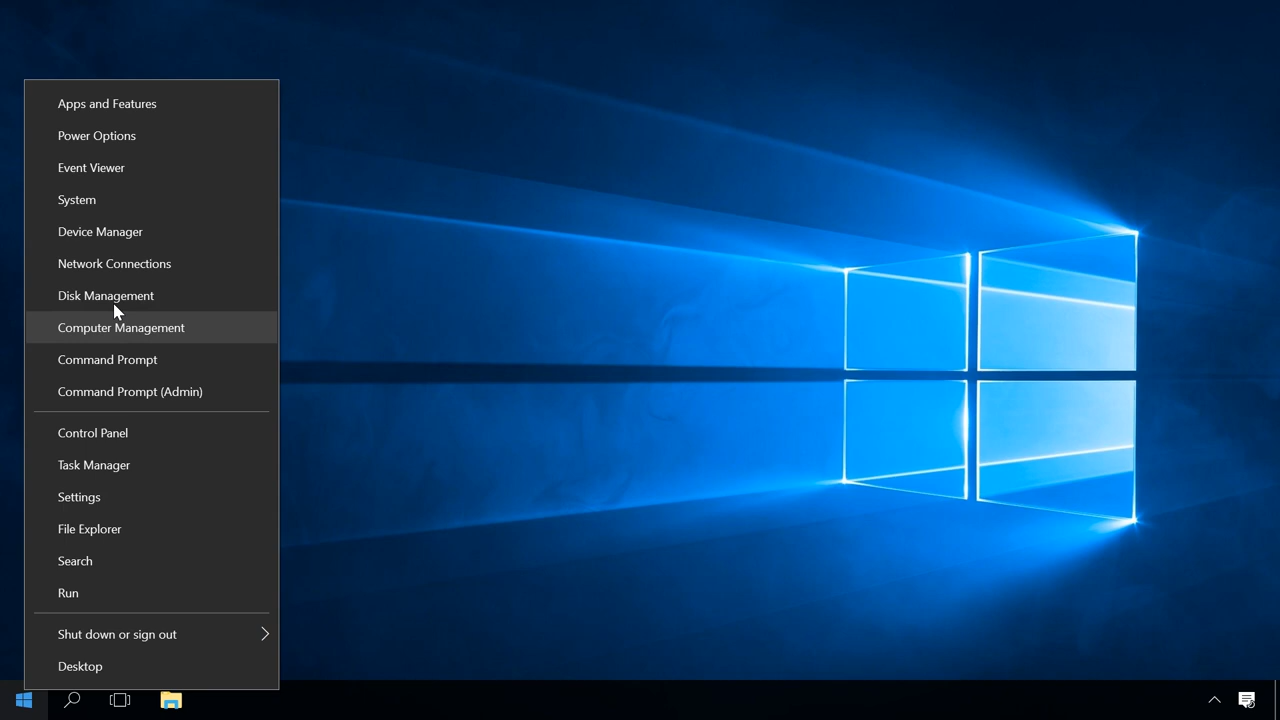 Apps and Features
Power Options
Event Viewer
System
Device Manager
Network Connections
Disk Management
Computer Management
Command Prompt
Command Prompt (Admin)
Control Panel
Task Manager
Settings
File Explorer
Search
Run
Shut down or sign out
Desktop